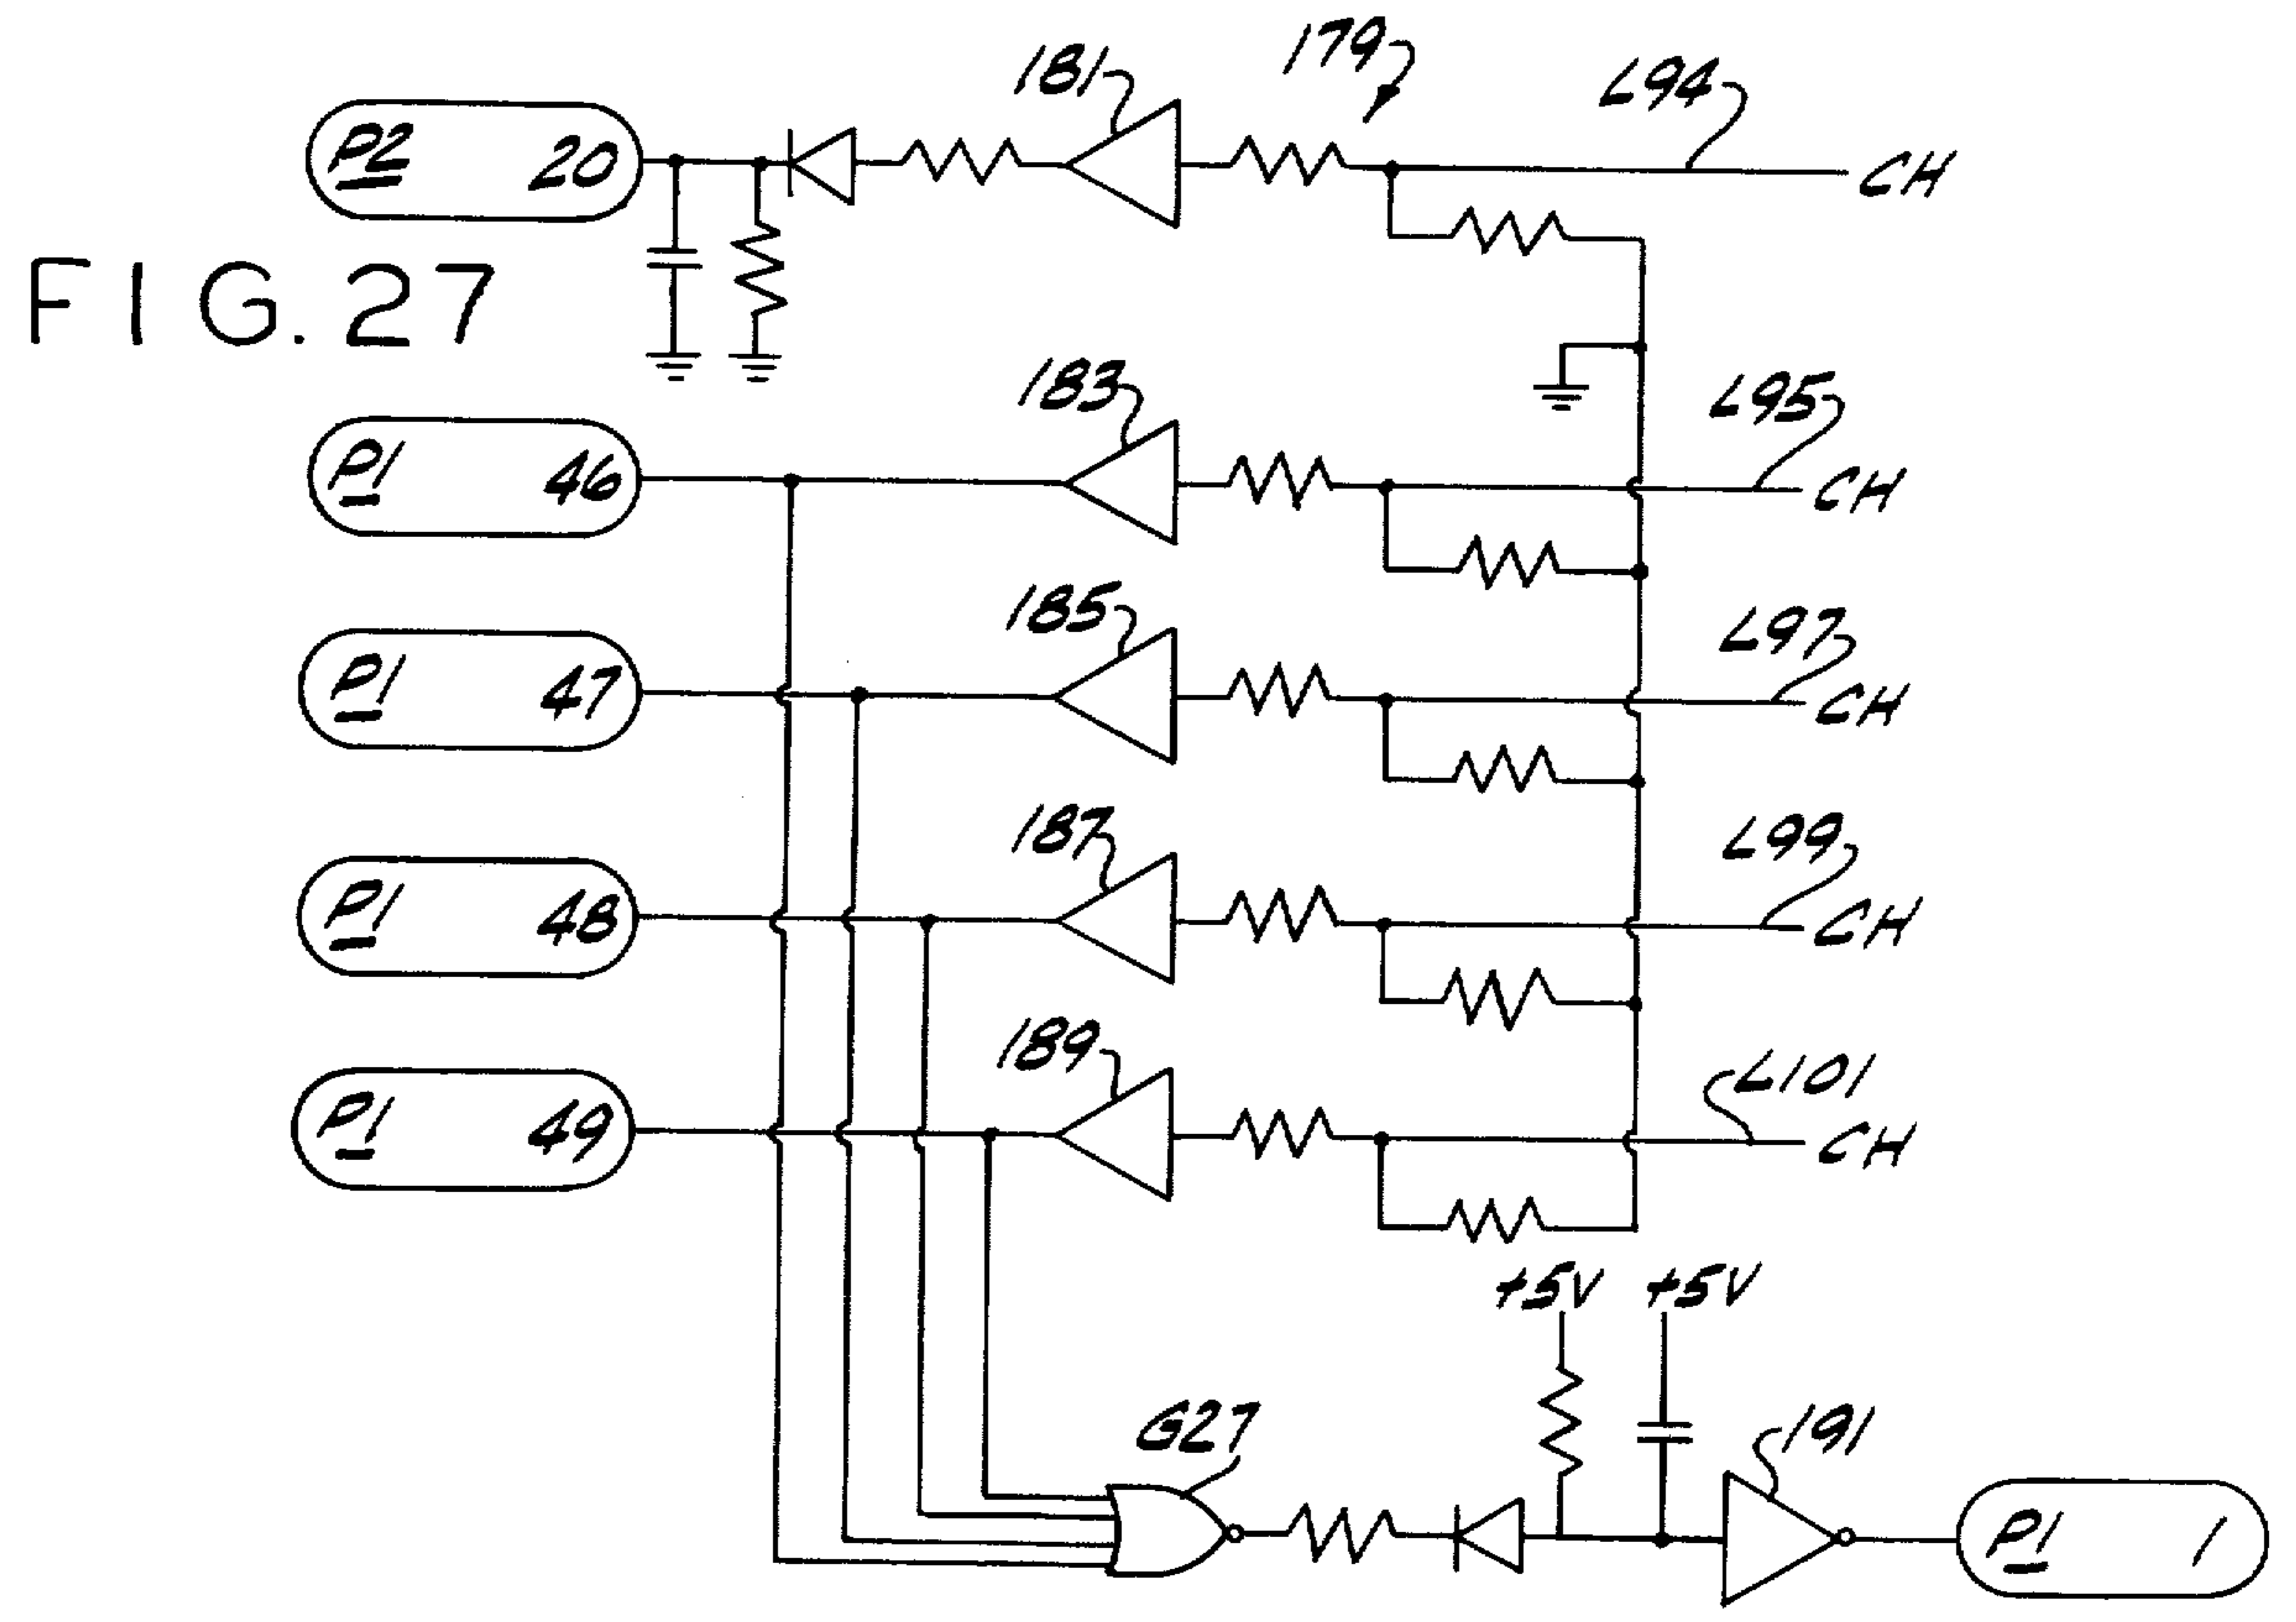 181
179
L94
P2 20
CH
FIG. 27
183
L95
P1 46
CH
185
L97
P1 47
CH
187
L99
P1 48
CH
189
L101
P1 49
CH
+5V +5V
G27
191
P1 1